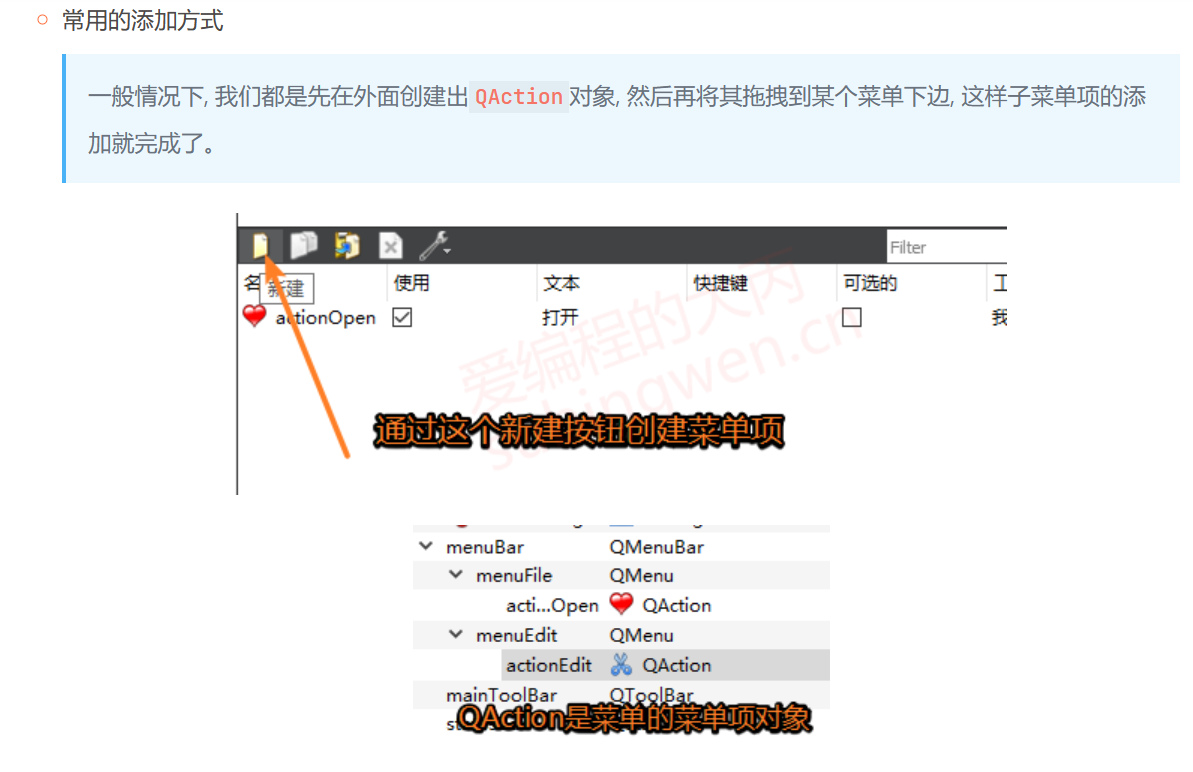 常用的添加方式
一般情况下, 我们都是先在外面创建出 QAction 对象, 然后再将其拖拽到某个菜单下边, 这样子菜单项的添
加就完成了。
Filter
名 使用 文本 快捷键 可选的 工
新建
actionOpen 打开 我
爱编程的大丙
subingwen.cn
通过这个新建按钮创建菜单项
menuBar QMenuBar
menuFile QMenu
acti...Open QAction
menuEdit QMenu
actionEdit QAction
mainToolBar QToolBar
QAction是菜单的菜单项对象